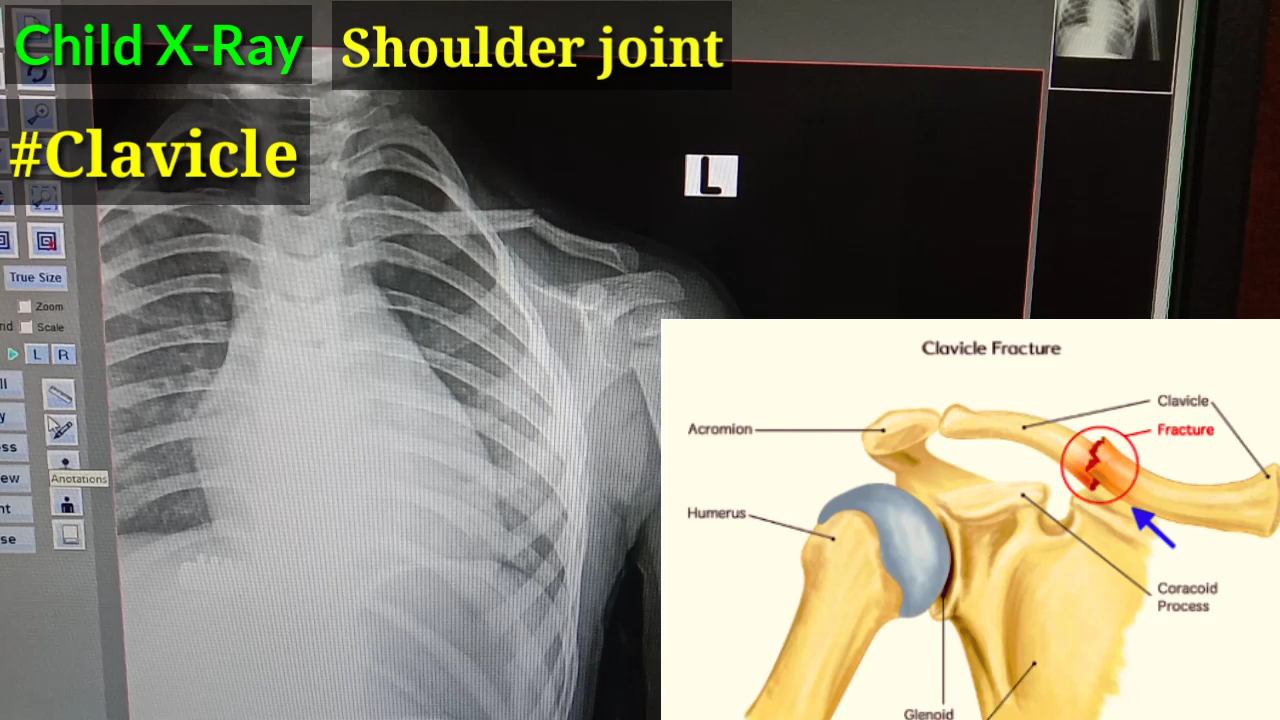 Child X-Ray
Shoulder joint
#Clavicle
L
True Size
Zoom
Scale
L R
Anotations
Clavicle Fracture
Clavicle
Fracture
Acromion
Humerus
Coracoid
Process
Glenoid